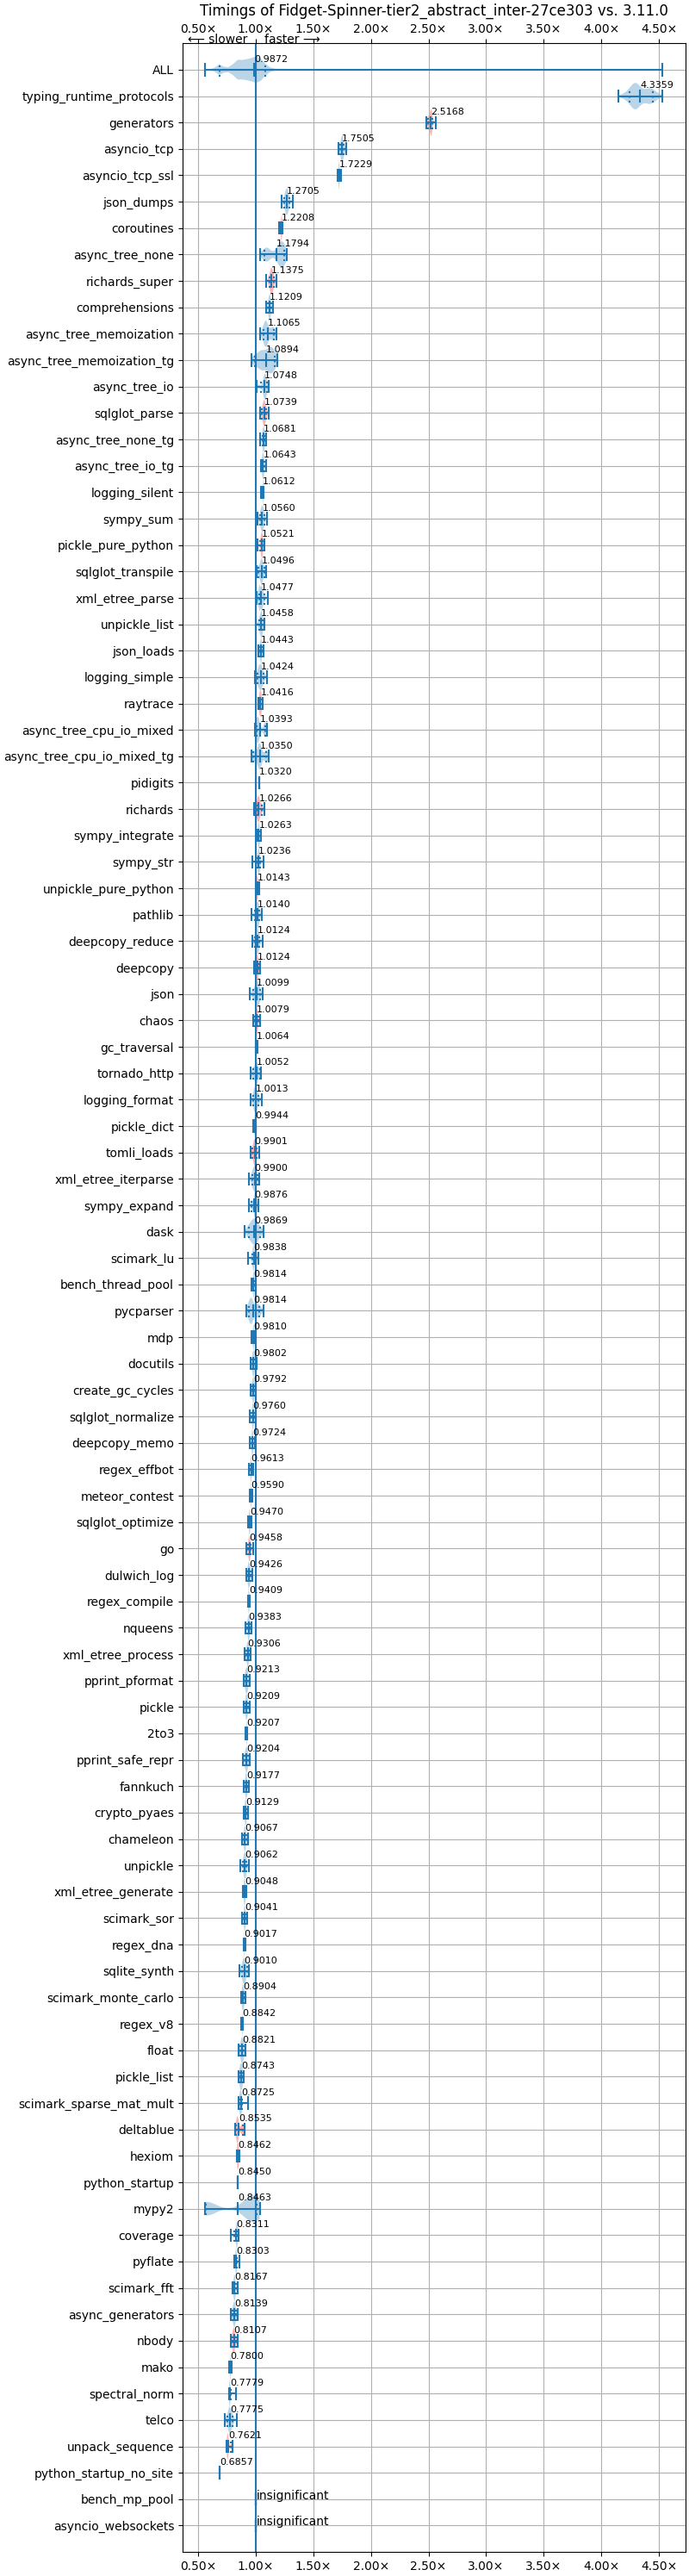 Timings of Fidget-Spinner-tier2_abstract_inter-27ce303 vs. 3.11.0
0.50× 1.00× 1.50× 2.00× 2.50× 3.00× 3.50× 4.00× 4.50×
⟵ slower faster ⟶
ALL 0.9872
typing_runtime_protocols 4.3359
generators 2.5168
asyncio_tcp 1.7505
asyncio_tcp_ssl 1.7229
json_dumps 1.2705
coroutines 1.2208
async_tree_none 1.1794
richards_super 1.1375
comprehensions 1.1209
async_tree_memoization 1.1065
async_tree_memoization_tg 1.0894
async_tree_io 1.0748
sqlglot_parse 1.0739
async_tree_none_tg 1.0681
async_tree_io_tg 1.0643
logging_silent 1.0612
sympy_sum 1.0560
pickle_pure_python 1.0521
sqlglot_transpile 1.0496
xml_etree_parse 1.0477
unpickle_list 1.0458
json_loads 1.0443
logging_simple 1.0424
raytrace 1.0416
async_tree_cpu_io_mixed 1.0393
async_tree_cpu_io_mixed_tg 1.0350
pidigits 1.0320
richards 1.0266
sympy_integrate 1.0263
sympy_str 1.0236
unpickle_pure_python 1.0143
pathlib 1.0140
deepcopy_reduce 1.0124
deepcopy 1.0124
json 1.0099
chaos 1.0079
gc_traversal 1.0064
tornado_http 1.0052
logging_format 1.0013
pickle_dict 0.9944
tomli_loads 0.9901
xml_etree_iterparse 0.9900
sympy_expand 0.9876
dask 0.9869
scimark_lu 0.9838
bench_thread_pool 0.9814
pycparser 0.9814
mdp 0.9810
docutils 0.9802
create_gc_cycles 0.9792
sqlglot_normalize 0.9760
deepcopy_memo 0.9724
regex_effbot 0.9613
meteor_contest 0.9590
sqlglot_optimize 0.9470
go 0.9458
dulwich_log 0.9426
regex_compile 0.9409
nqueens 0.9383
xml_etree_process 0.9306
pprint_pformat 0.9213
pickle 0.9209
2to3 0.9207
pprint_safe_repr 0.9204
fannkuch 0.9177
crypto_pyaes 0.9129
chameleon 0.9067
unpickle 0.9062
xml_etree_generate 0.9048
scimark_sor 0.9041
regex_dna 0.9017
sqlite_synth 0.9010
scimark_monte_carlo 0.8904
regex_v8 0.8842
float 0.8821
pickle_list 0.8743
scimark_sparse_mat_mult 0.8725
deltablue 0.8535
hexiom 0.8462
python_startup 0.8450
mypy2 0.8463
coverage 0.8311
pyflate 0.8303
scimark_fft 0.8167
async_generators 0.8139
nbody 0.8107
mako 0.7800
spectral_norm 0.7779
telco 0.7775
unpack_sequence 0.7621
python_startup_no_site 0.6857
bench_mp_pool insignificant
asyncio_websockets insignificant
0.50× 1.00× 1.50× 2.00× 2.50× 3.00× 3.50× 4.00× 4.50×